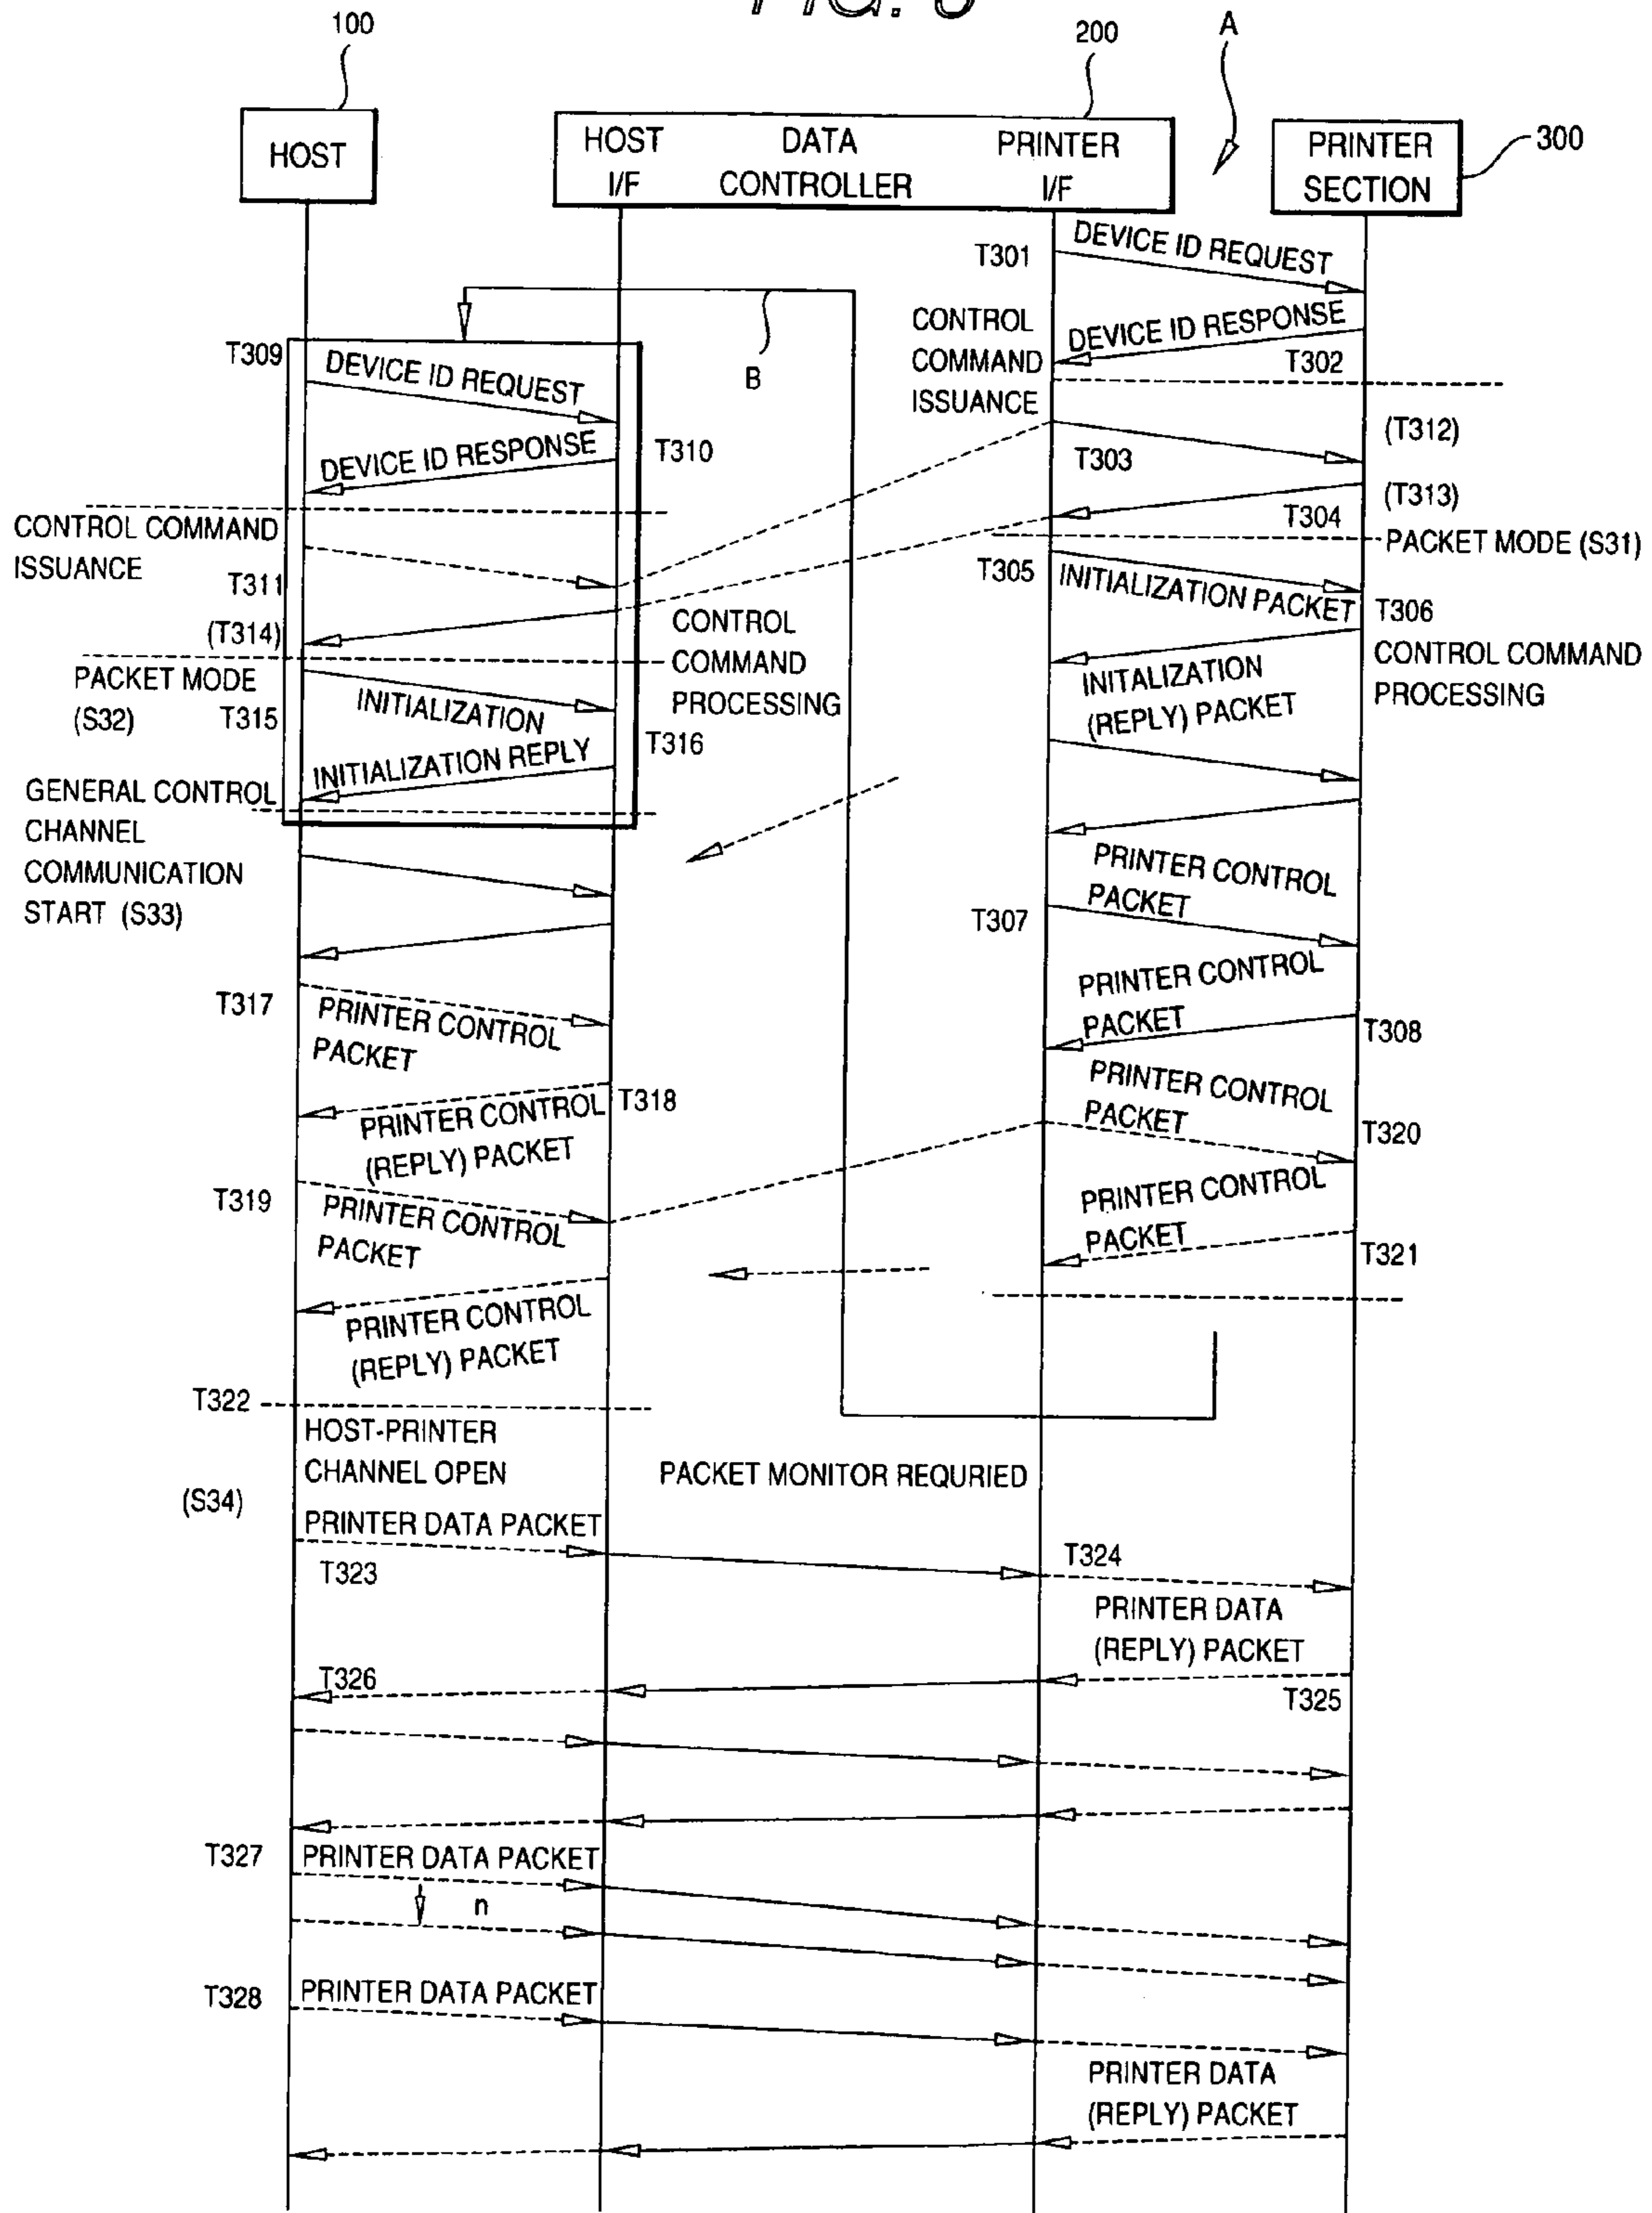 100
200
A
HOST
HOST DATA PRINTER
I/F CONTROLLER I/F
PRINTER
SECTION
300
T301
DEVICE ID REQUEST
CONTROL
COMMAND
ISSUANCE
DEVICE ID RESPONSE
T302
B
T309
DEVICE ID REQUEST
DEVICE ID RESPONSE
T310
(T312)
T303
(T313)
T304
PACKET MODE (S31)
CONTROL COMMAND
ISSUANCE
T311
(T314)
T305
INITIALIZATION PACKET
T306
CONTROL
COMMAND
PROCESSING
CONTROL COMMAND
PROCESSING
PACKET MODE
(S32)
T315
INITIALIZATION
T316
INITALIZATION
(REPLY) PACKET
INITIALIZATION REPLY
GENERAL CONTROL
CHANNEL
COMMUNICATION
START (S33)
PRINTER CONTROL
PACKET
T307
PRINTER CONTROL
PACKET
T308
T317
PRINTER CONTROL
PACKET
T318
PRINTER CONTROL
(REPLY) PACKET
PRINTER CONTROL
PACKET
T320
T319
PRINTER CONTROL
PACKET
PRINTER CONTROL
PACKET
T321
PRINTER CONTROL
(REPLY) PACKET
T322
HOST-PRINTER
CHANNEL OPEN
(S34)
PACKET MONITOR REQURIED
PRINTER DATA PACKET
T323
T324
PRINTER DATA
(REPLY) PACKET
T326
T325
T327
PRINTER DATA PACKET
n
T328
PRINTER DATA PACKET
PRINTER DATA
(REPLY) PACKET